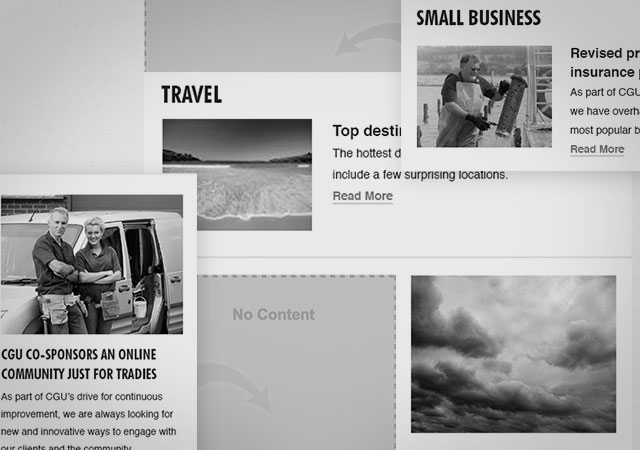 SMALL BUSINESS
Revised
insurance
As part of CGU
we have
most popular
Read More
TRAVEL
Top
The hottest
include a few surprising locations.
Read More
No Content
CGU CO-SPONSORS AN ONLINE
COMMUNITY JUST FOR TRADIES
As part of CGU's drive for continuous
improvement, we are always looking for
new and innovative ways to engage with
our clients and the community